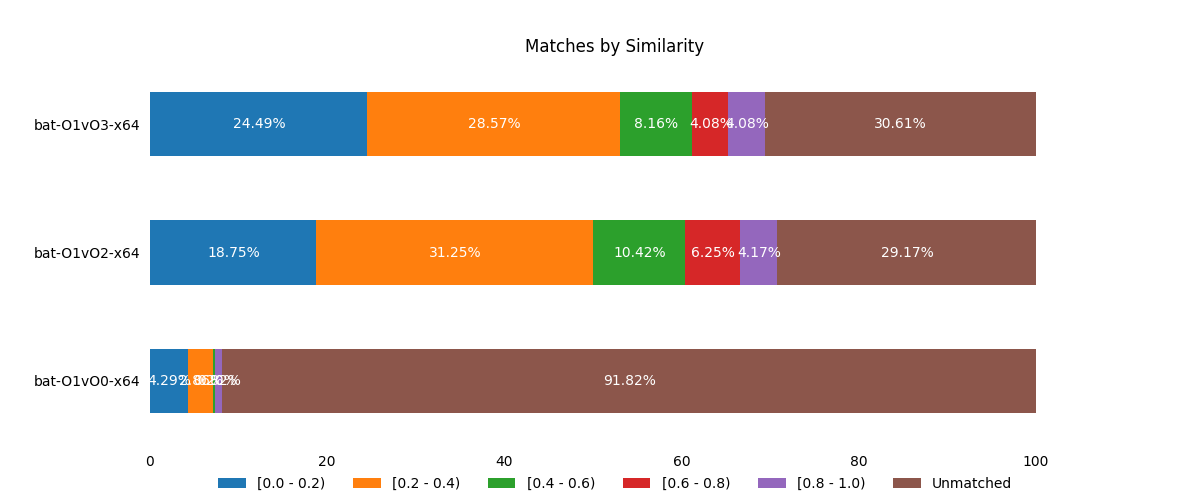 Matches by Similarity
bat-O1vO3-x64 24.49% 28.57% 8.16% 4.08% 4.08% 30.61%
bat-O1vO2-x64 18.75% 31.25% 10.42% 6.25% 4.17% 29.17%
bat-O1vO0-x64 4.29% 91.82%
0 20 40 60 80 100
[0.0 - 0.2) [0.2 - 0.4) [0.4 - 0.6) [0.6 - 0.8) [0.8 - 1.0) Unmatched